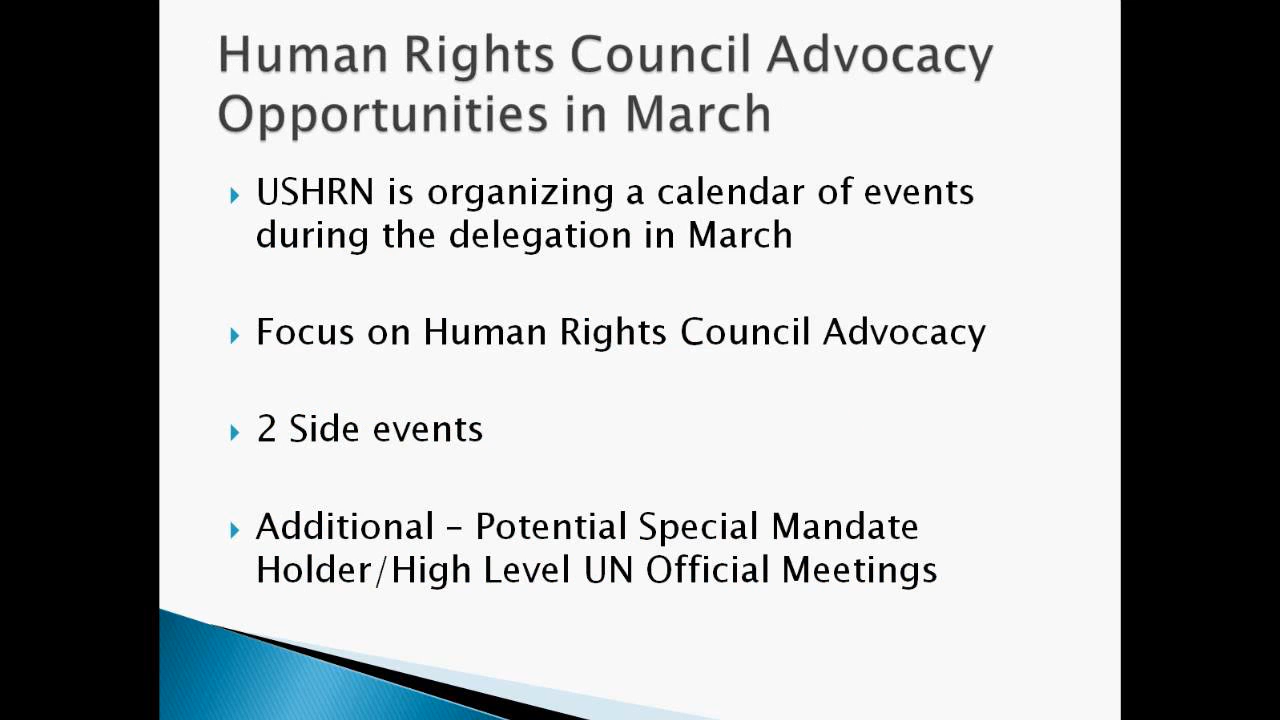 Human Rights Council Advocacy
Opportunities in March
USHRN is organizing a calendar of events
during the delegation in March
Focus on Human Rights Council Advocacy
2 Side events
Additional – Potential Special Mandate
Holder/High Level UN Official Meetings